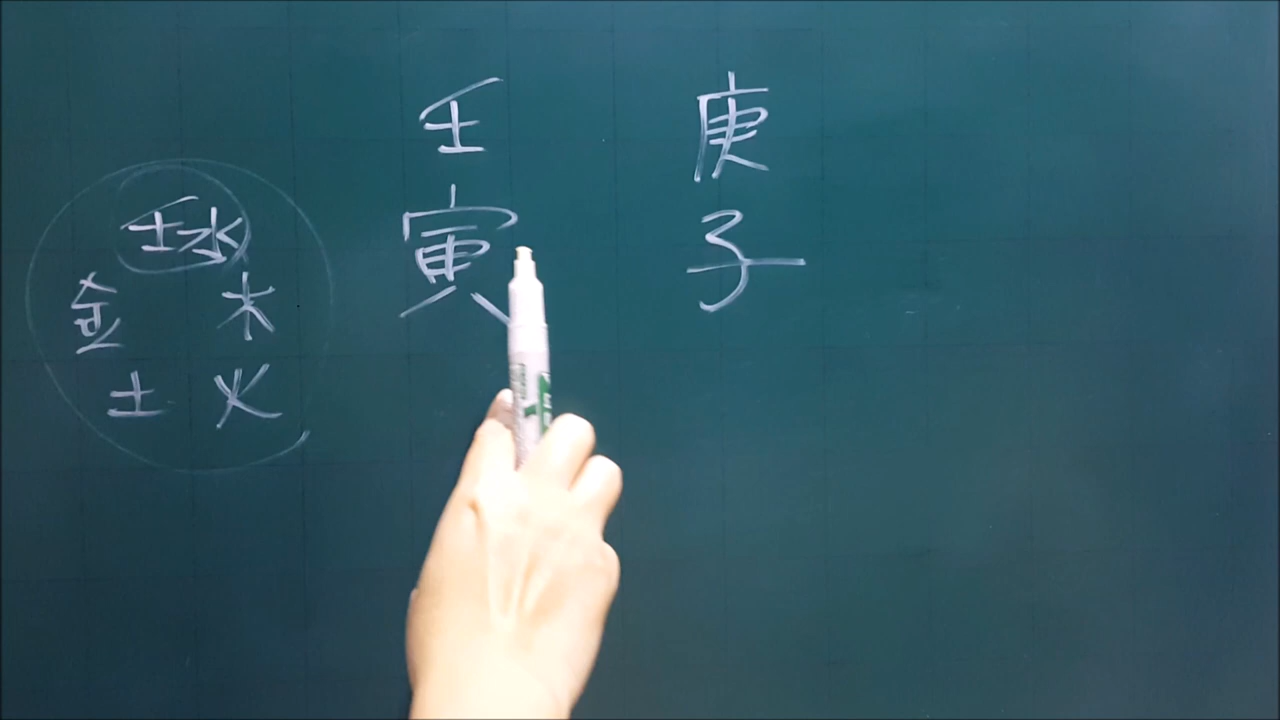 壬 庚
寅 子
壬水
金 木
土 火